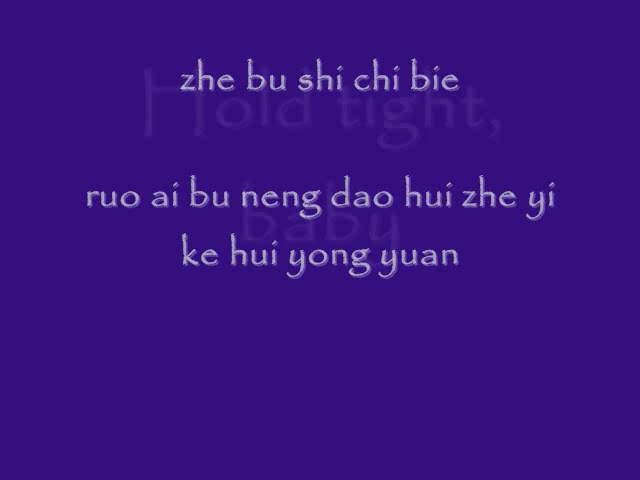 zhe bu shi chi bie
Hold tight,
ruo ai bu neng dao hui zhe yi
baby
ke hui yong yuan